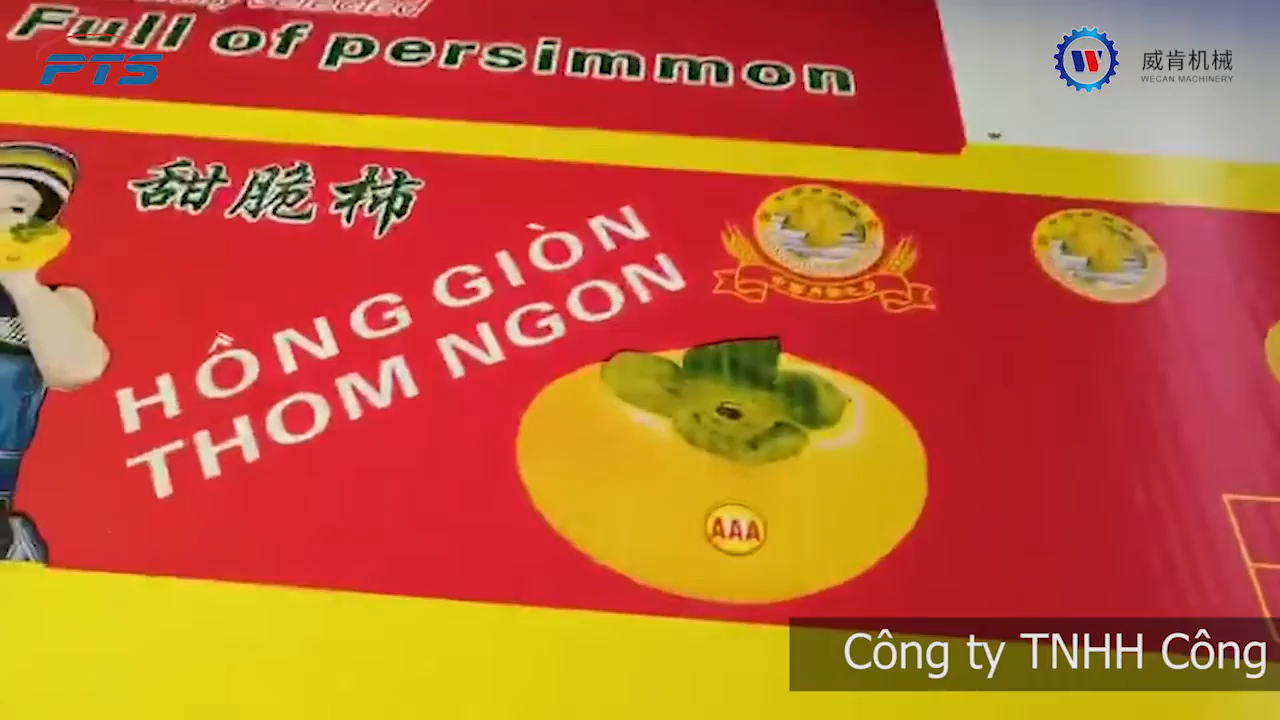 Full of persimmon
PTS
威肯机械
WECAN MACHINERY
甜脆柿
HỒNG GIÒN
THOM NGON
AAA
Công ty TNHH Công